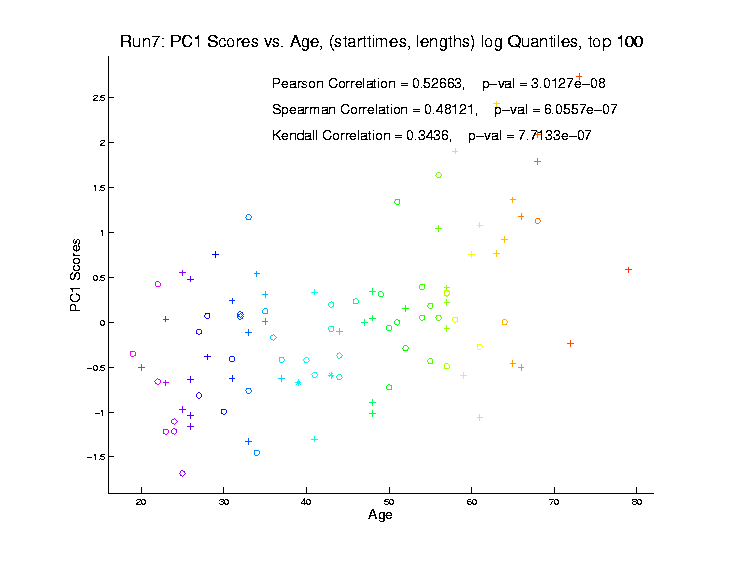 Run7: PC1 Scores vs. Age, (starttimes, lengths) log Quantiles, top 100
Pearson Correlation = 0.52663, p−val = 3.0127e−08
Spearman Correlation = 0.48121, p−val = 6.0557e−07
Kendall Correlation = 0.3436, p−val = 7.7133e−07
PC1 Scores
2.5
2
1.5
1
0.5
0
−0.5
−1
−1.5
20 30 40 50 60 70 80
Age